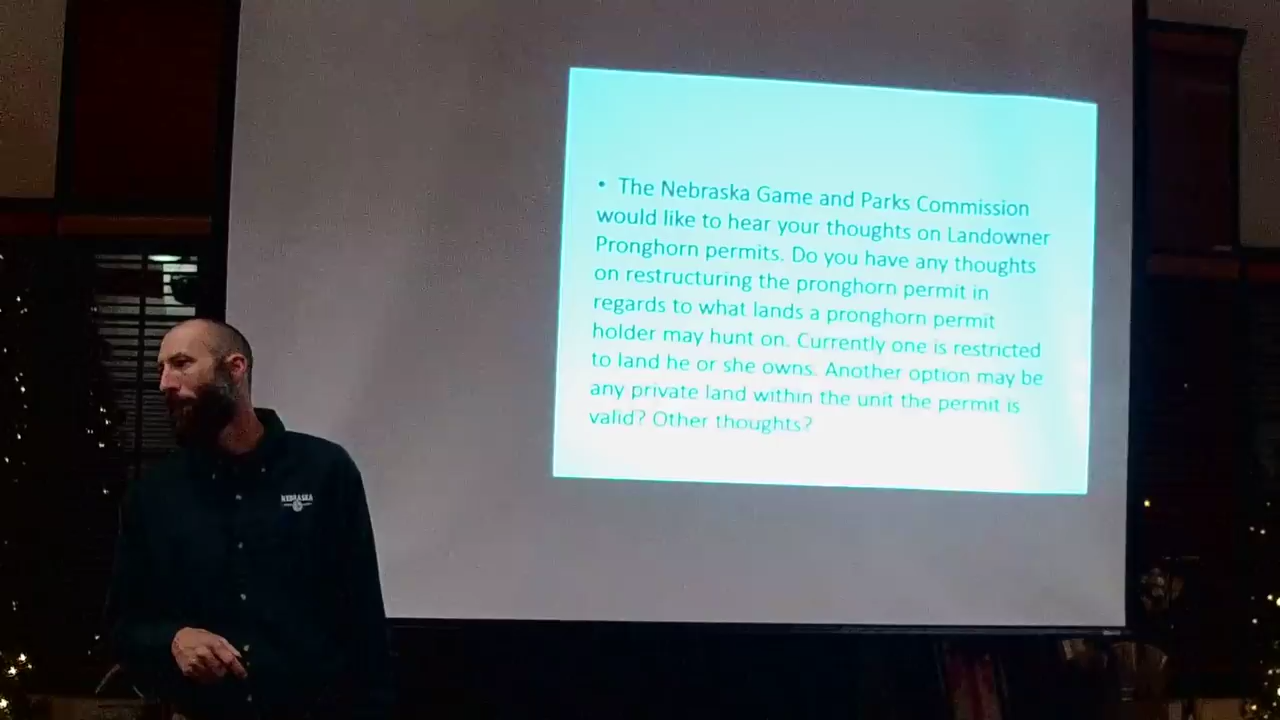 • The Nebraska Game and Parks Commission
would like to hear your thoughts on Landowner
Pronghorn permits. Do you have any thoughts
on restructuring the pronghorn permit in
regards to what lands a pronghorn permit
holder may hunt on. Currently one is restricted
to land he or she owns. Another option may be
any private land within the unit the permit is
valid? Other thoughts?
NEBRASKA